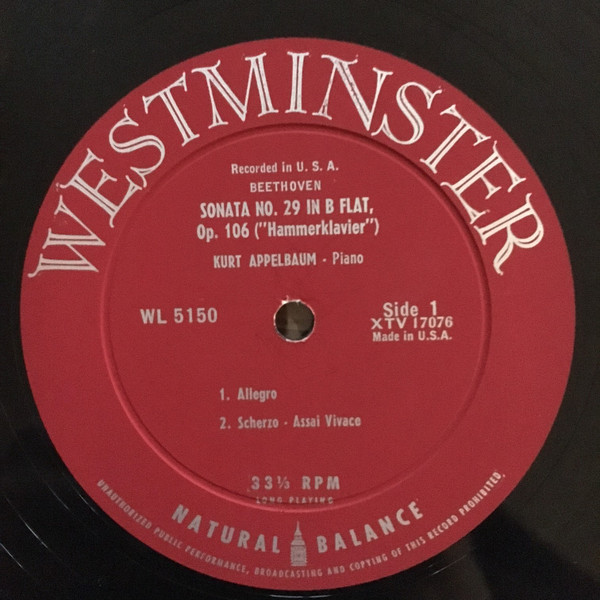 WESTMINSTER
Recorded in U. S. A.
BEETHOVEN
SONATA NO. 29 IN B FLAT,
Op. 106 ("Hammerklavier")
KURT APPELBAUM - Piano
WL 5150
Side 1
XTV 17076
Made in U.S.A.
1. Allegro
2. Scherzo - Assai Vivace
33⅓ RPM
LONG PLAYING
NATURAL BALANCE
UNAUTHORIZED PUBLIC PERFORMANCE, BROADCASTING AND COPYING OF THIS RECORD PROHIBITED.